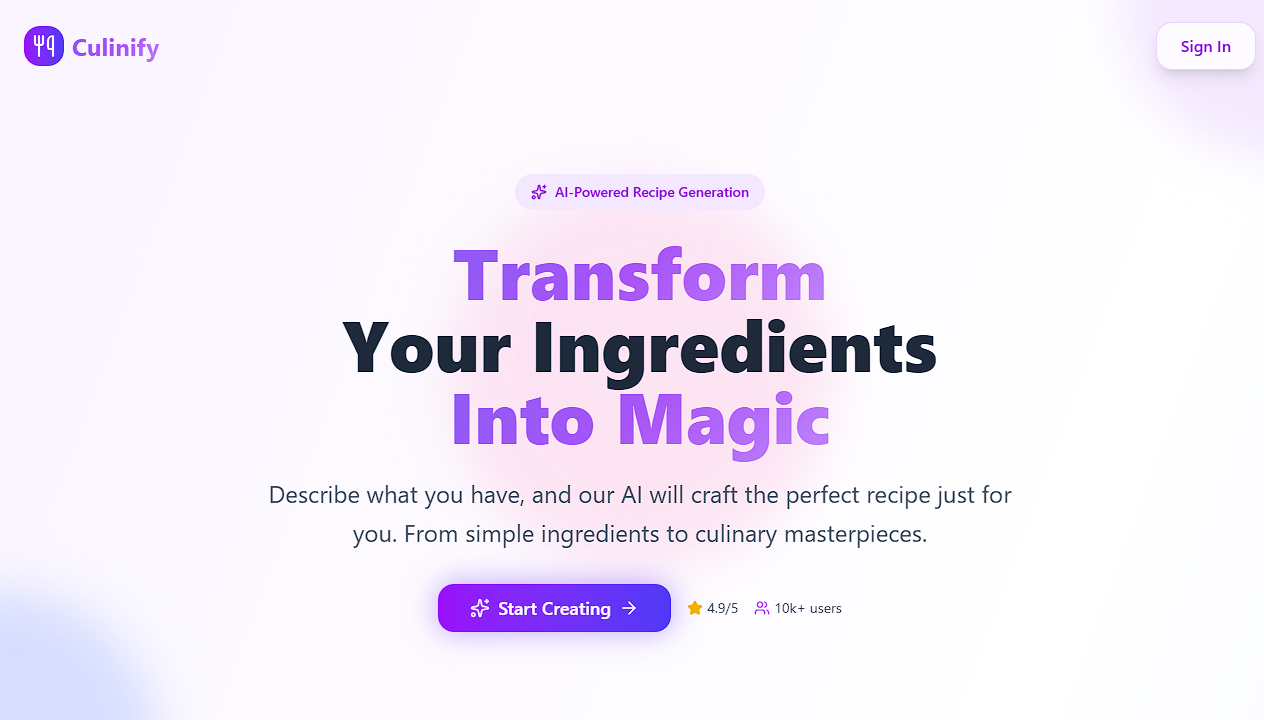 Culinify
Sign In
AI-Powered Recipe Generation
Transform
Your Ingredients
Into Magic
Describe what you have, and our AI will craft the perfect recipe just for
you. From simple ingredients to culinary masterpieces.
Start Creating
4.9/5
10k+ users